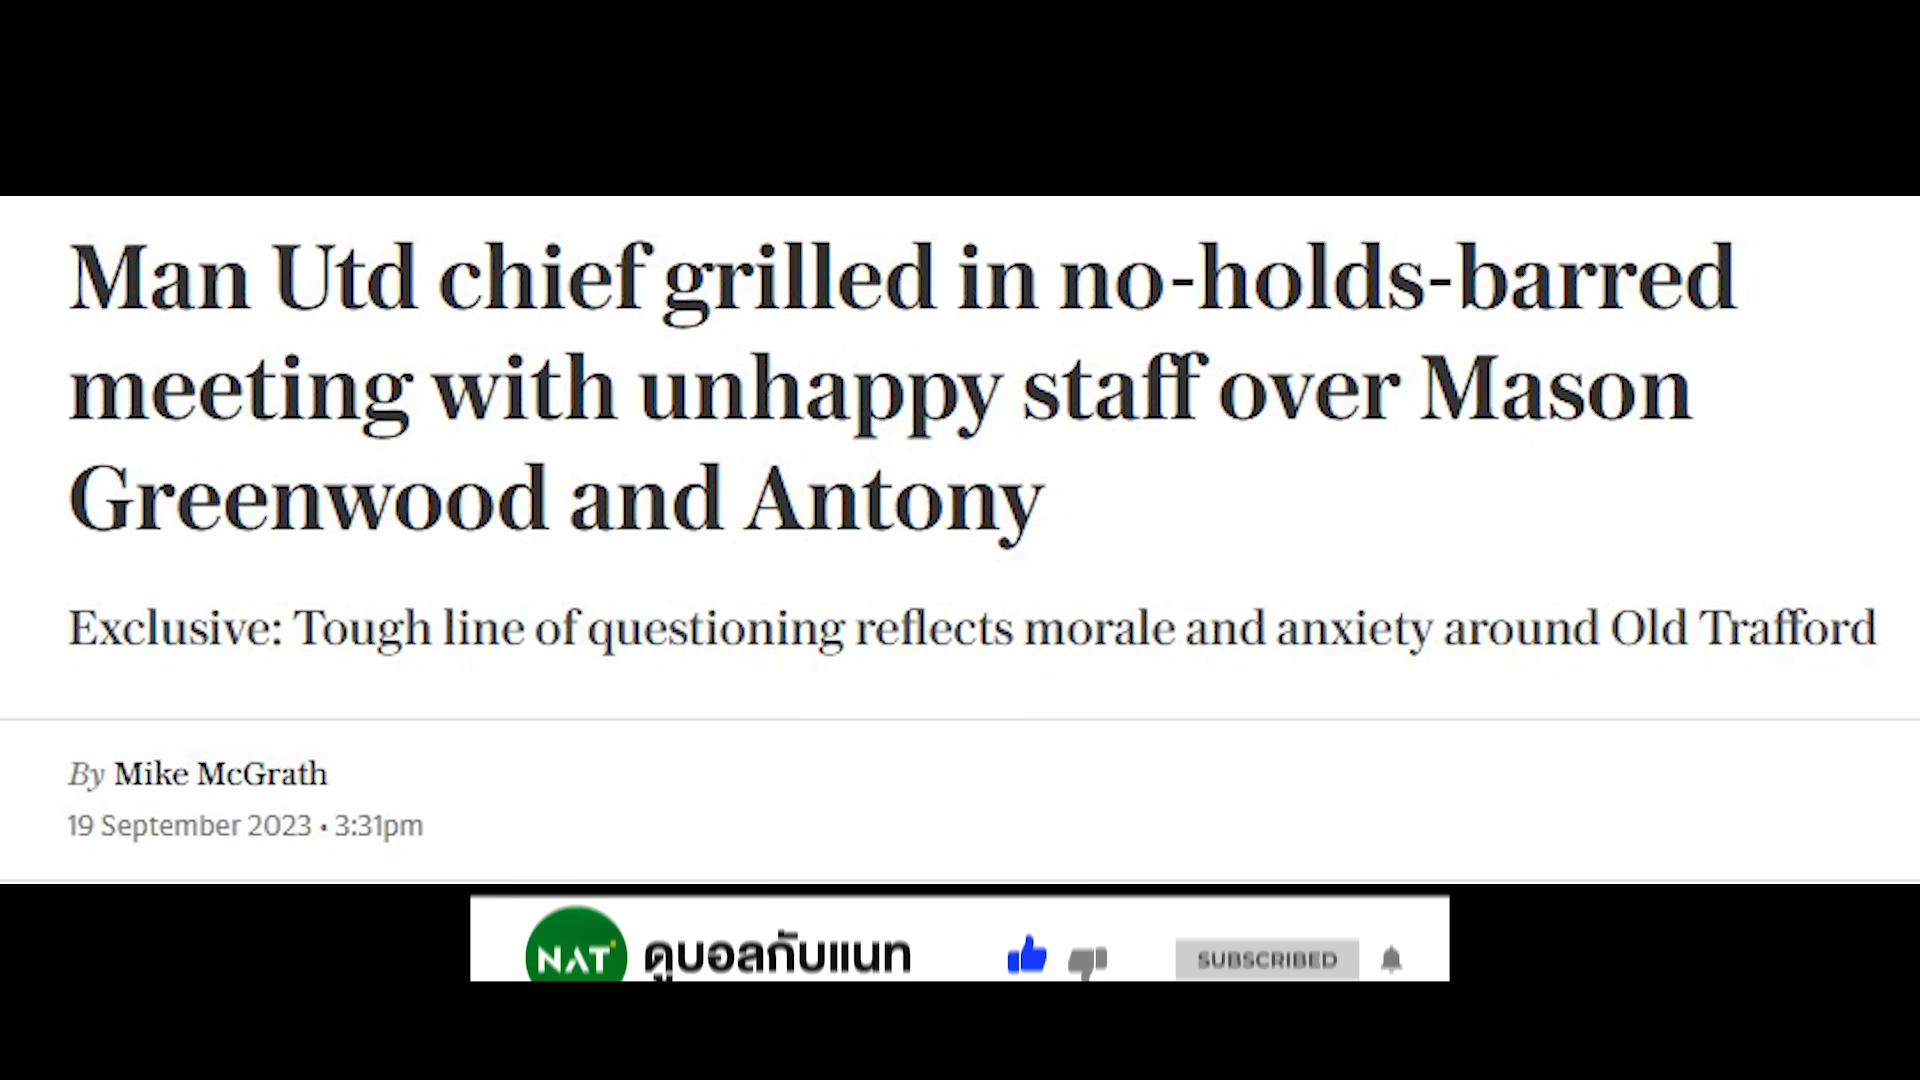 Man Utd chief grilled in no-holds-barred
meeting with unhappy staff over Mason
Greenwood and Antony
Exclusive: Tough line of questioning reflects morale and anxiety around Old Trafford
By Mike McGrath
19 September 2023 • 3:31pm
NAT ดูบอลกับแนท SUBSCRIBED